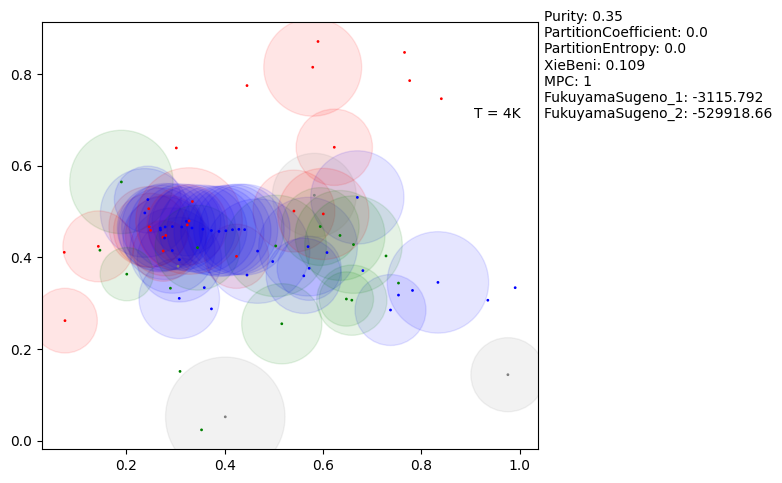 Purity: 0.35
PartitionCoefficient: 0.0
PartitionEntropy: 0.0
XieBeni: 0.109
MPC: 1
FukuyamaSugeno_1: -3115.792
FukuyamaSugeno_2: -529918.66
T = 4K
0.8
0.6
0.4
0.2
0.0
0.2 0.4 0.6 0.8 1.0